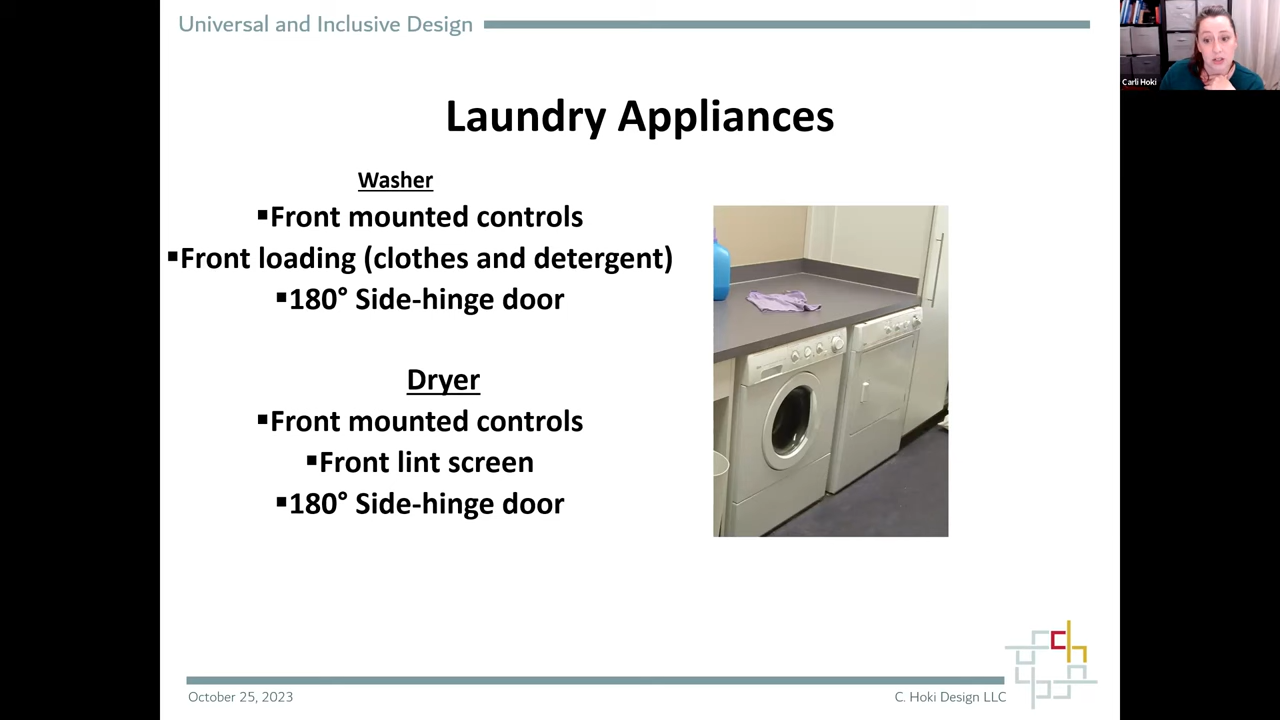 Universal and Inclusive Design
Carli Hoki
Laundry Appliances
Washer
▪Front mounted controls
▪Front loading (clothes and detergent)
▪180° Side-hinge door
Dryer
▪Front mounted controls
▪Front lint screen
▪180° Side-hinge door
October 25, 2023
C. Hoki Design LLC
ch